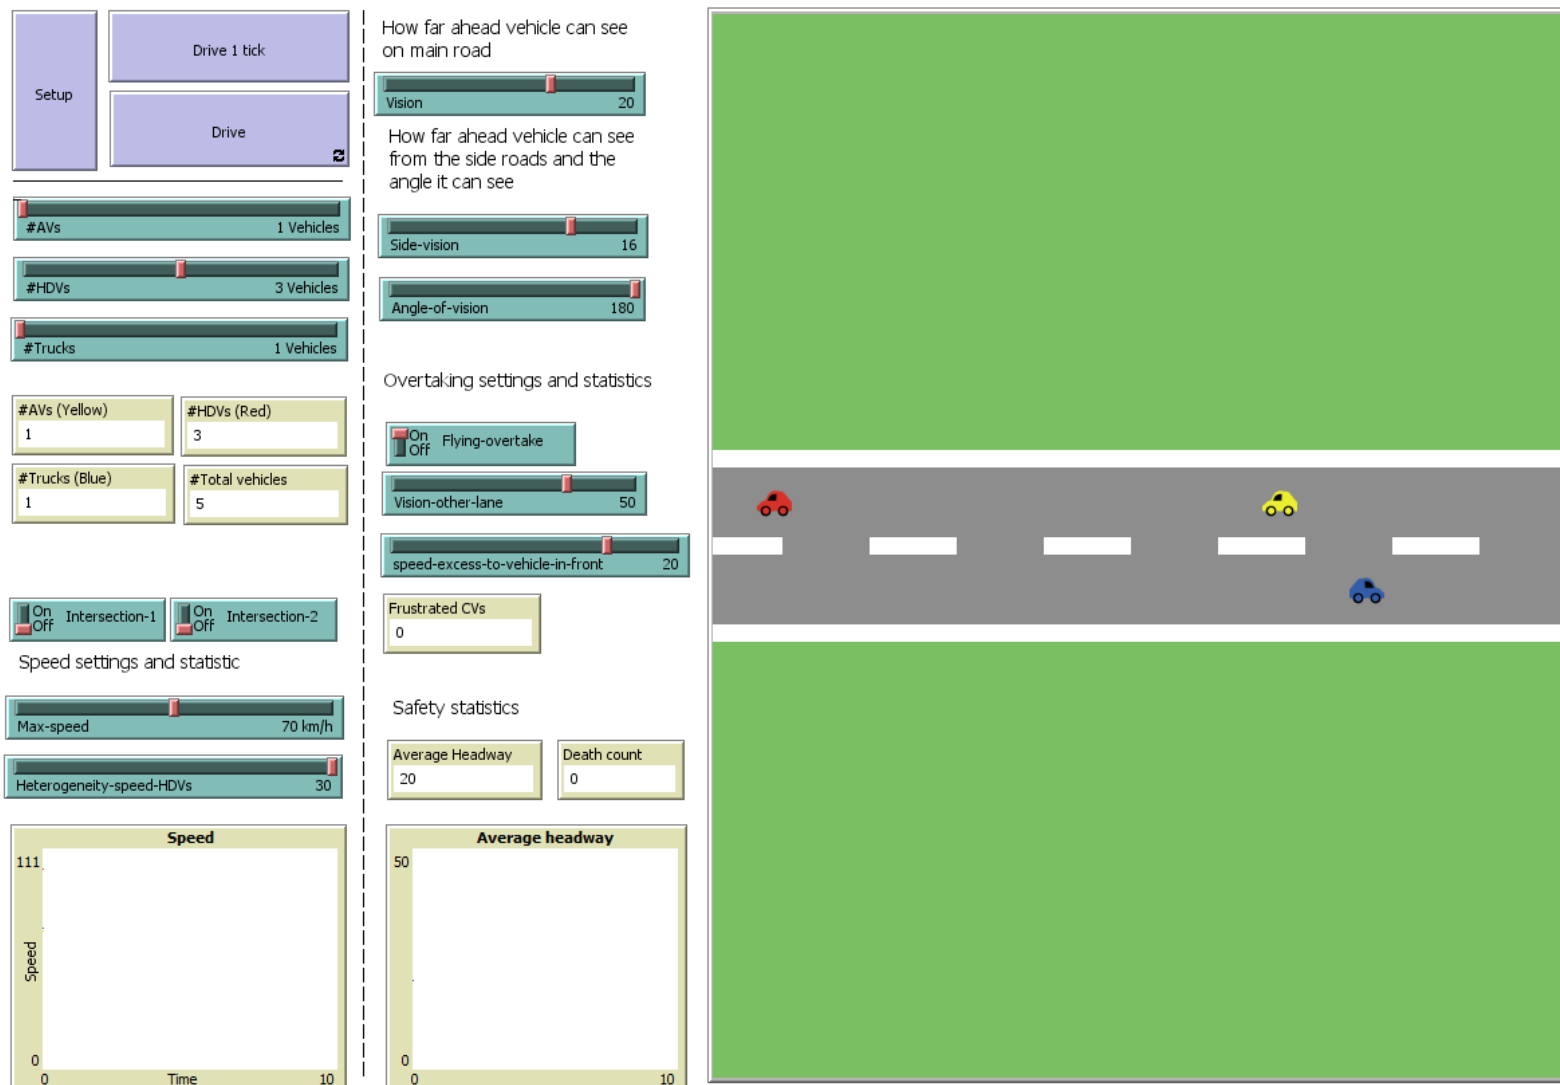 Setup
Drive 1 tick
Drive
#AVs 1 Vehicles
#HDVs 3 Vehicles
#Trucks 1 Vehicles
#AVs (Yellow)
1
#HDVs (Red)
3
#Trucks (Blue)
1
#Total vehicles
5
On
Off
Intersection-1
On
Off
Intersection-2
Speed settings and statistic
Max-speed 70 km/h
Heterogeneity-speed-HDVs 30
Speed
111
Speed
0
0 Time 10
How far ahead vehicle can see
on main road
Vision 20
How far ahead vehicle can see
from the side roads and the
angle it can see
Side-vision 16
Angle-of-vision 180
Overtaking settings and statistics
On
Off
Flying-overtake
Vision-other-lane 50
speed-excess-to-vehicle-in-front 20
Frustrated CVs
0
Safety statistics
Average Headway
20
Death count
0
Average headway
50
0
0 10